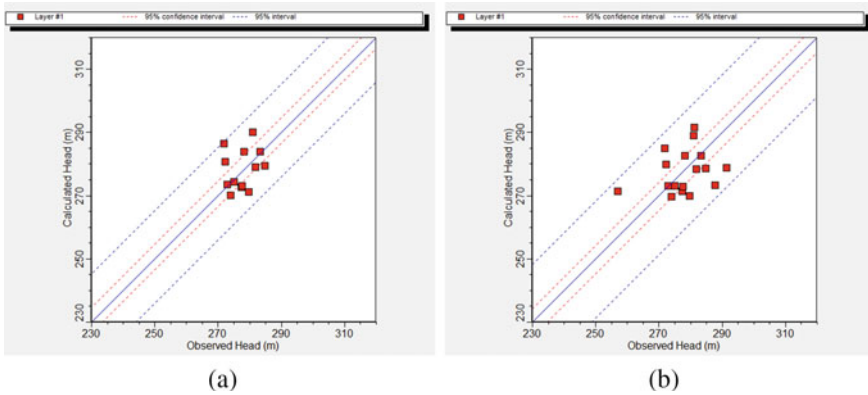 Layer #1 95% confidence interval 95% interval
310
290
270
250
230
Calculated Head (m)
230 250 270 290 310
Observed Head (m)
(a)
Layer #1 95% confidence interval 95% interval
310
290
270
250
230
Calculated Head (m)
230 250 270 290 310
Observed Head (m)
(b)